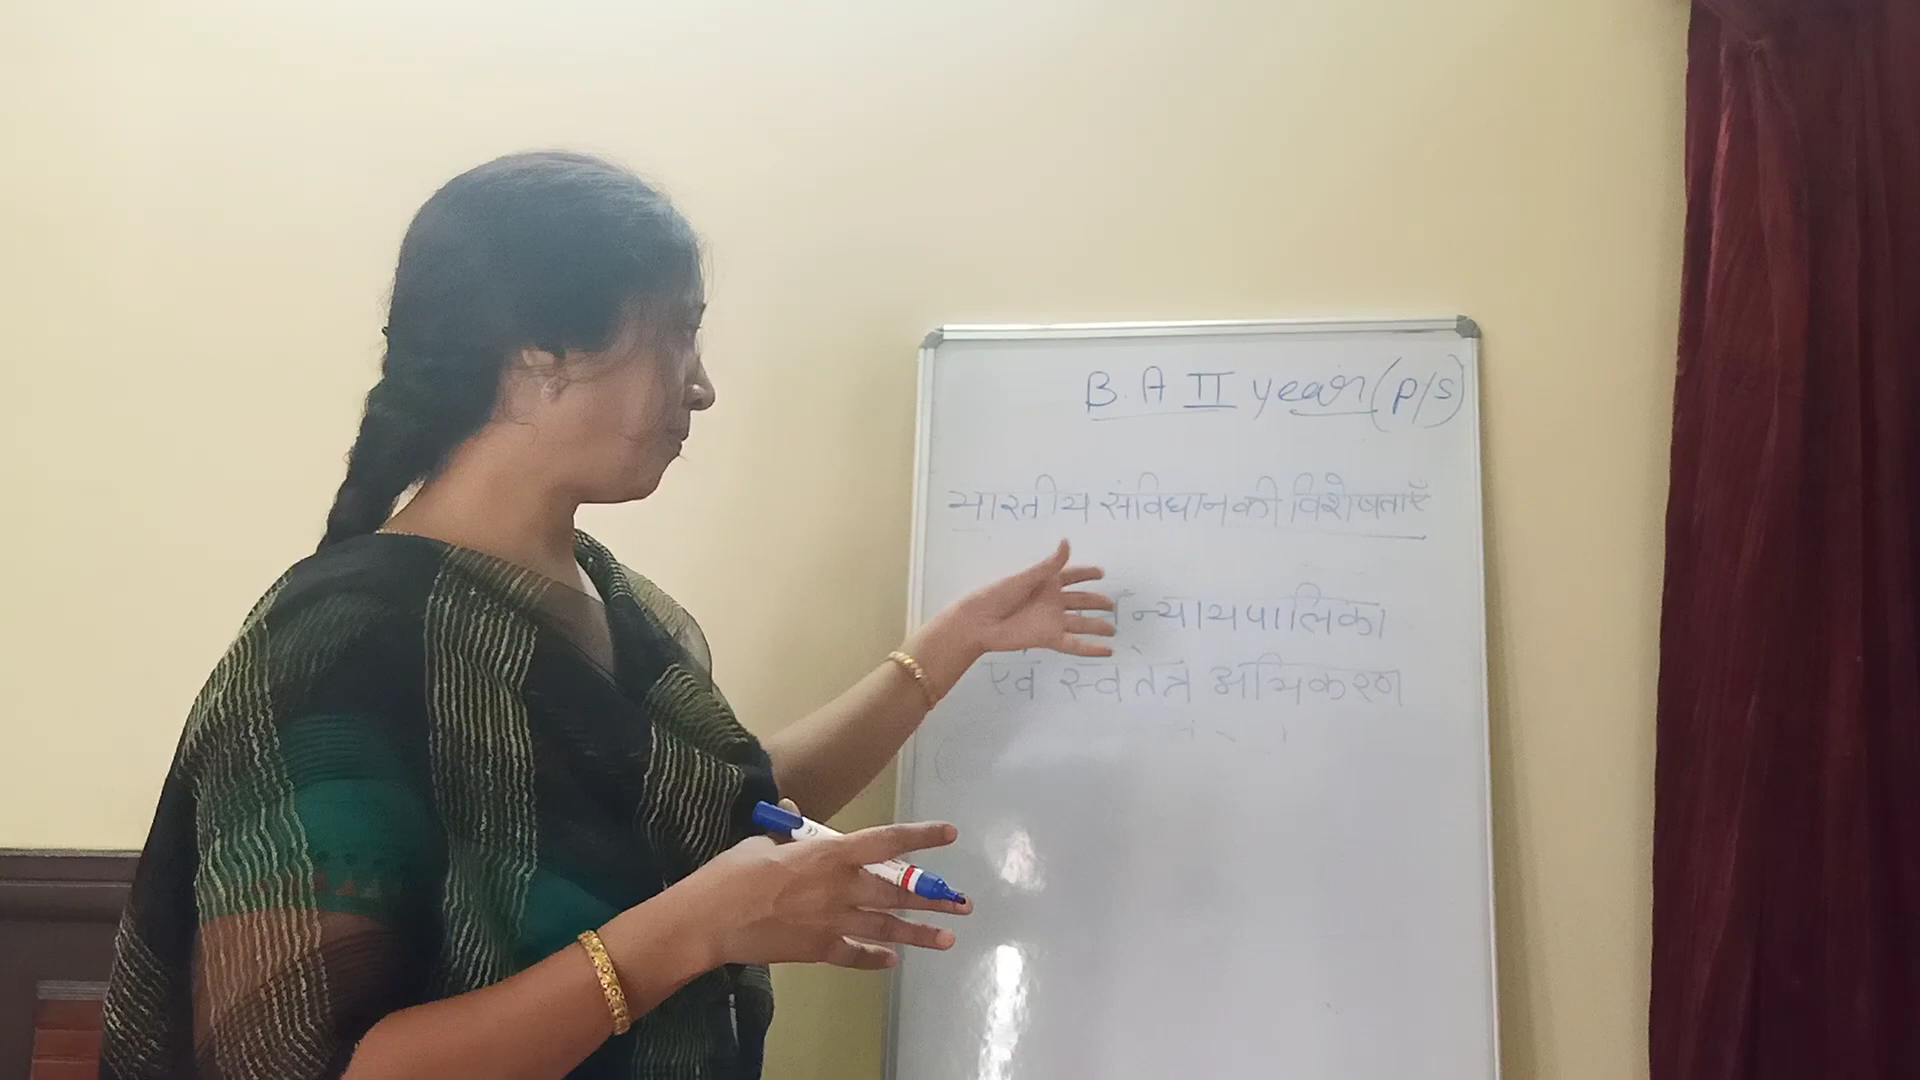 B. A II year (P/S)
भारतीय संविधान की विशेषताएँ
न्यायपालिका
एवं स्वतंत्र अभिकरण